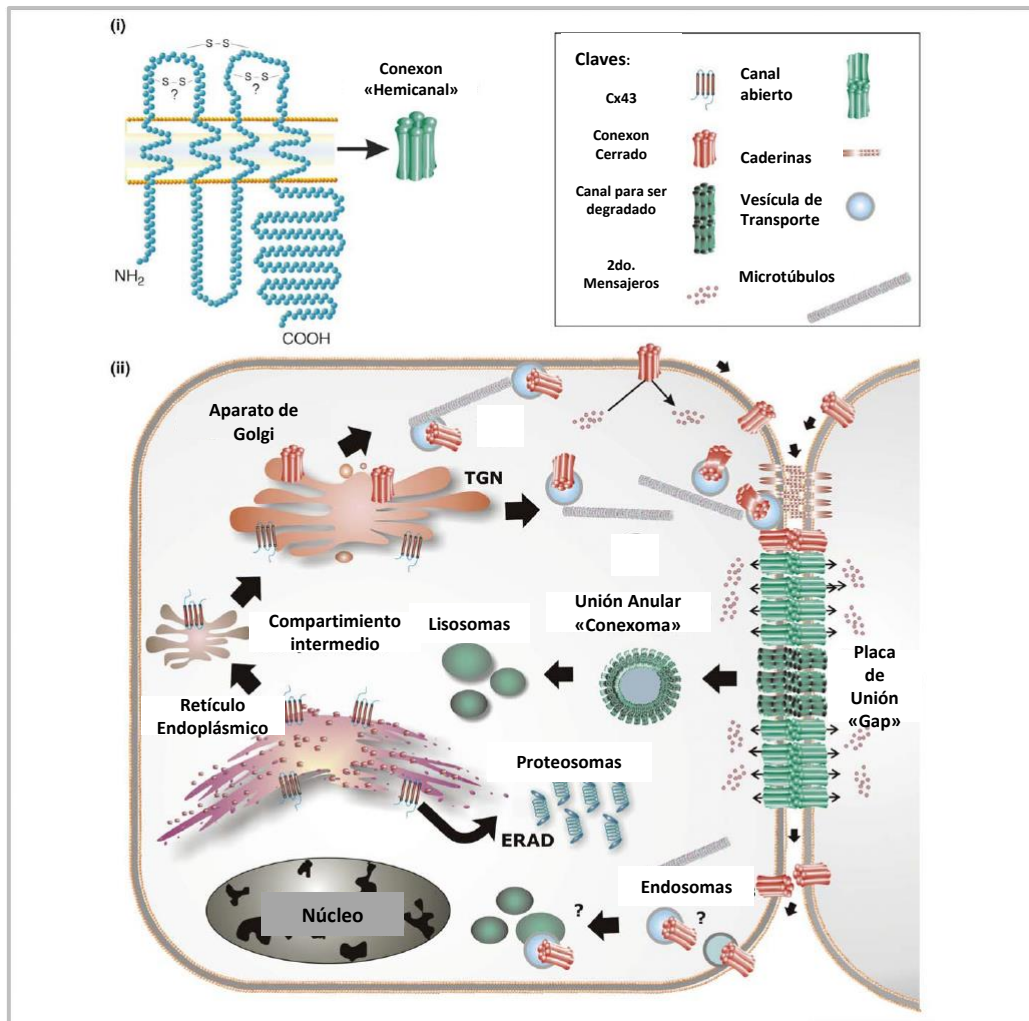 (i)
S-S
S-S
?
S-S
?
NH2
COOH
Conexon
«Hemicanal»
Claves:
Cx43
Canal
abierto
Conexon
Cerrado
Caderinas
Canal para ser
degradado
Vesícula de
Transporte
2do.
Mensajeros
Microtúbulos
(ii)
Aparato de
Golgi
TGN
Compartimiento
intermedio
Lisosomas
Unión Anular
«Conexoma»
Placa
de
Unión
«Gap»
Retículo
Endoplásmico
Proteosomas
ERAD
Núcleo
Endosomas
?
?